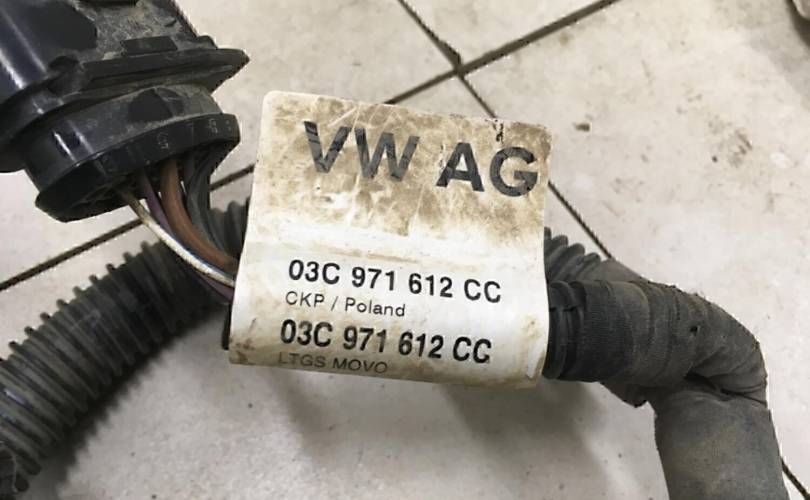 VW AG
03C 971 612 CC
CKP / Poland
03C 971 612 CC
LTGS MOVO